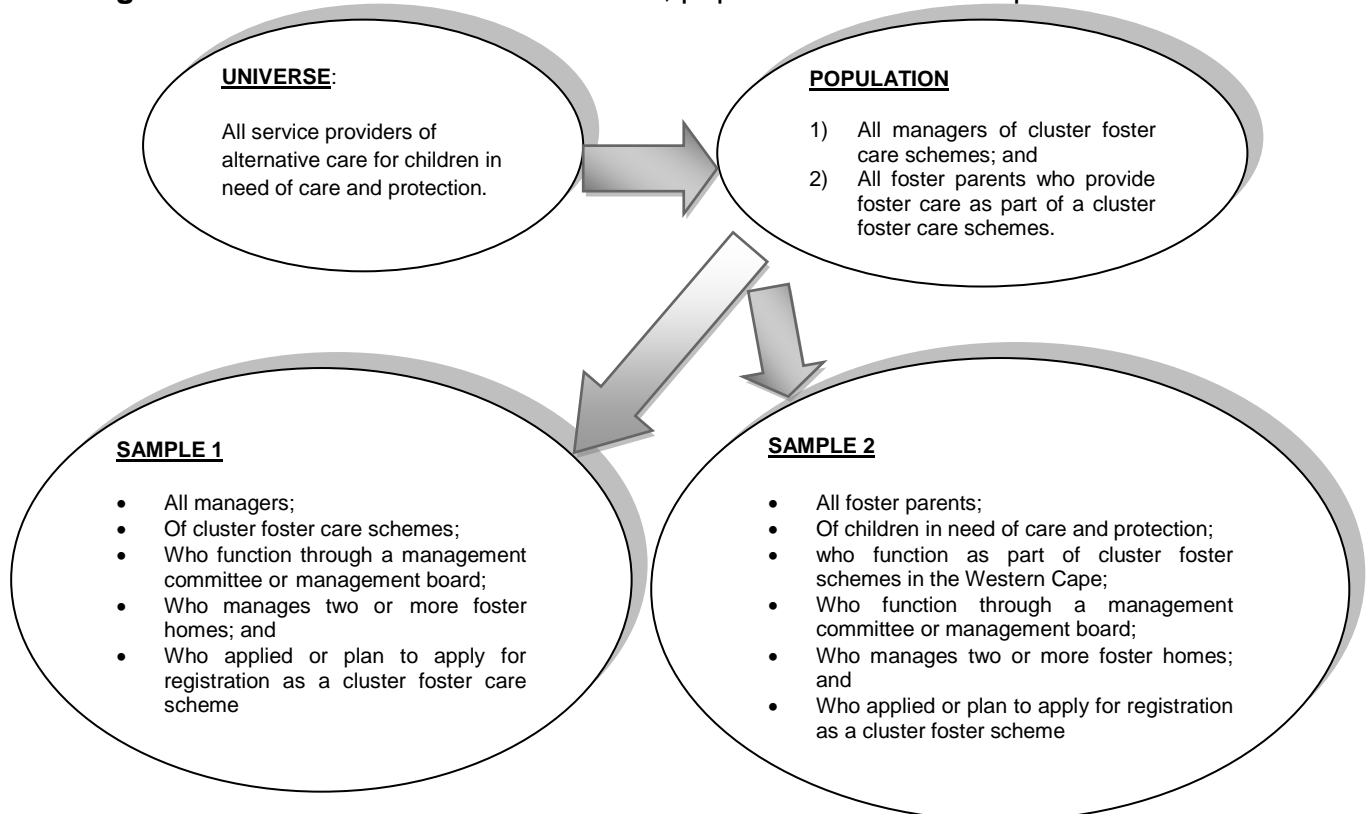 UNIVERSE:
All service providers of
alternative care for children in
need of care and protection.
POPULATION
1) All managers of cluster foster
care schemes; and
2) All foster parents who provide
foster care as part of a cluster
foster care schemes.
SAMPLE 1
• All managers;
• Of cluster foster care schemes;
• Who function through a management
committee or management board;
• Who manages two or more foster
homes; and
• Who applied or plan to apply for
registration as a cluster foster care
scheme
SAMPLE 2
• All foster parents;
• Of children in need of care and protection;
• who function as part of cluster foster
schemes in the Western Cape;
• Who function through a management
committee or management board;
• Who manages two or more foster homes;
and
• Who applied or plan to apply for registration
as a cluster foster scheme